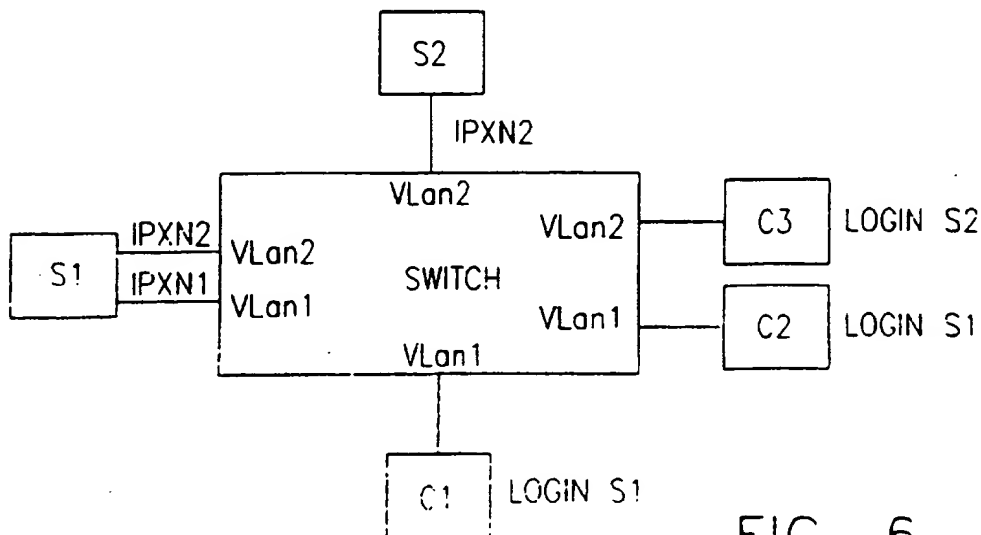 S2
IPXN2
VLan2
VLan2
C3
LOGIN S2
IPXN2
S1
VLan2
SWITCH
IPXN1
VLan1
VLan1
C2
LOGIN S1
VLan1
C1
LOGIN S1
FIG. 6